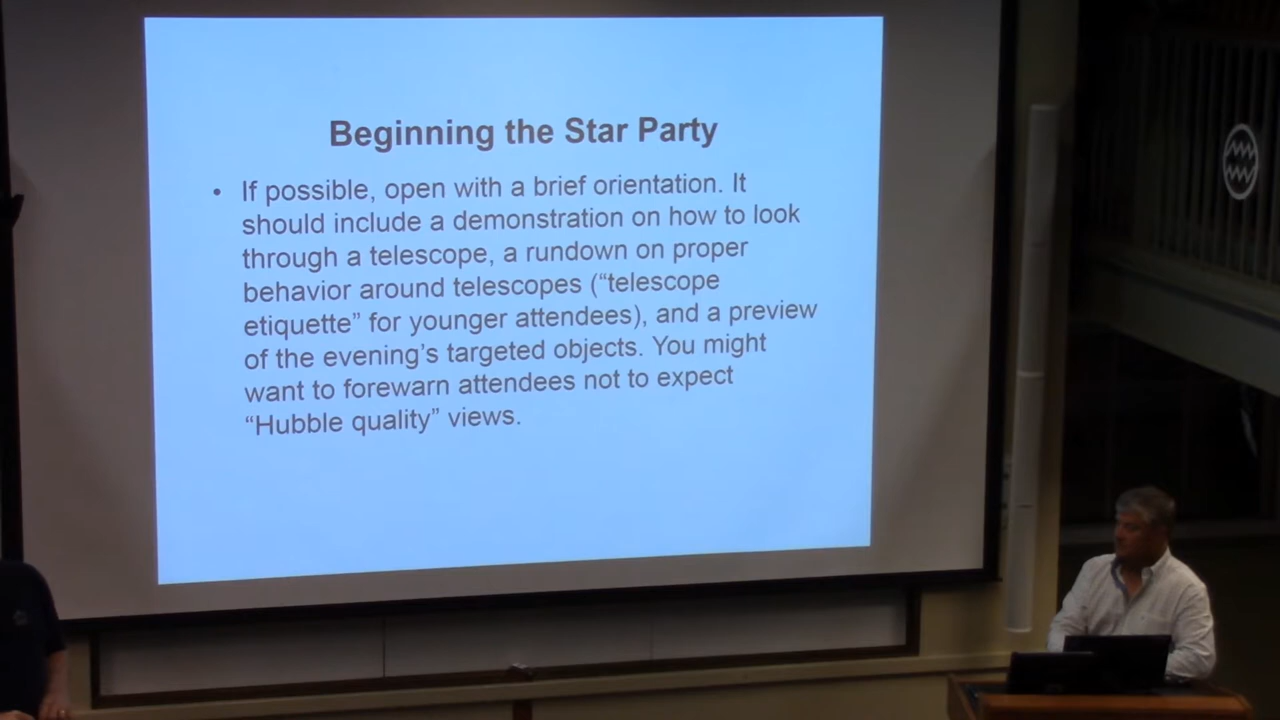 Beginning the Star Party
• If possible, open with a brief orientation. It
should include a demonstration on how to look
through a telescope, a rundown on proper
behavior around telescopes (“telescope
etiquette” for younger attendees), and a preview
of the evening’s targeted objects. You might
want to forewarn attendees not to expect
“Hubble quality” views.